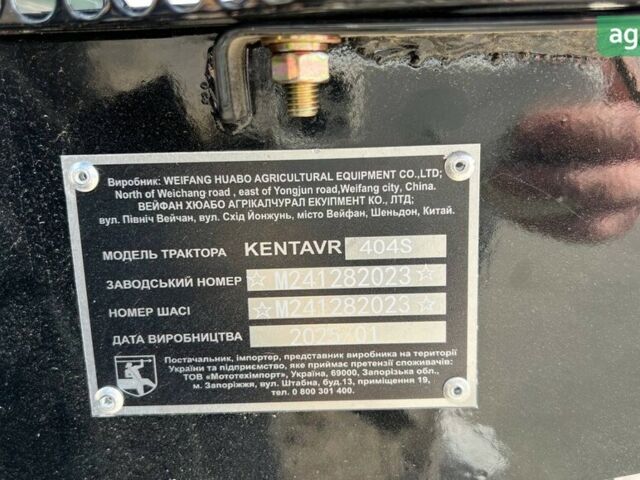 ag
Виробник: WEIFANG HUABO AGRICULTURAL EQUIPMENT CO.,LTD;
North of Weichang road , east of Yongjun road,Weifang city, China.
ВЕЙФАН ХЮАБО АГРІКАЛЧУРАЛ ЕКУІПМЕНТ КО., ЛТД;
вул. Північ Вейчан, вул. Схід Йонжунь, місто Вейфан, Шеньдон, Китай.
МОДЕЛЬ ТРАКТОРА KENTAVR 404S
ЗАВОДСЬКИЙ НОМЕР ☆M241282023☆
НОМЕР ШАСІ ☆M241282023☆
ДАТА ВИРОБНИЦТВА 2025/01
Постачальник, імпортер, представник виробника на території
України та підприємство, яке приймає претензії споживачів:
ТОВ «Мототехімпорт», Україна, 69000, Запорізька обл.,
м. Запоріжжя, вул. Штабна, буд.13, приміщення 19,
тел. 0 800 301 400.